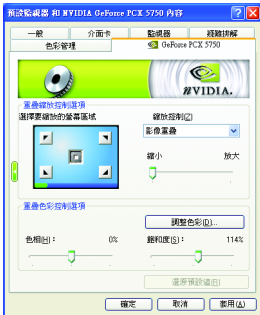 預設監視器 和 NVIDIA GeForce PCX 5750 內容
一般 介面卡 監視器 疑難排解
色彩管理 GeForce PCX 5750
NVIDIA.
重疊縮放控制選項
選擇要縮放的螢幕區域 縮放控制(Z)
影像重疊
縮小 放大
重疊色彩控制選項
調整色彩(D)...
色相(H): 0% 飽和度(S): 114%
還原預設值(E)
確定 取消 套用(A)